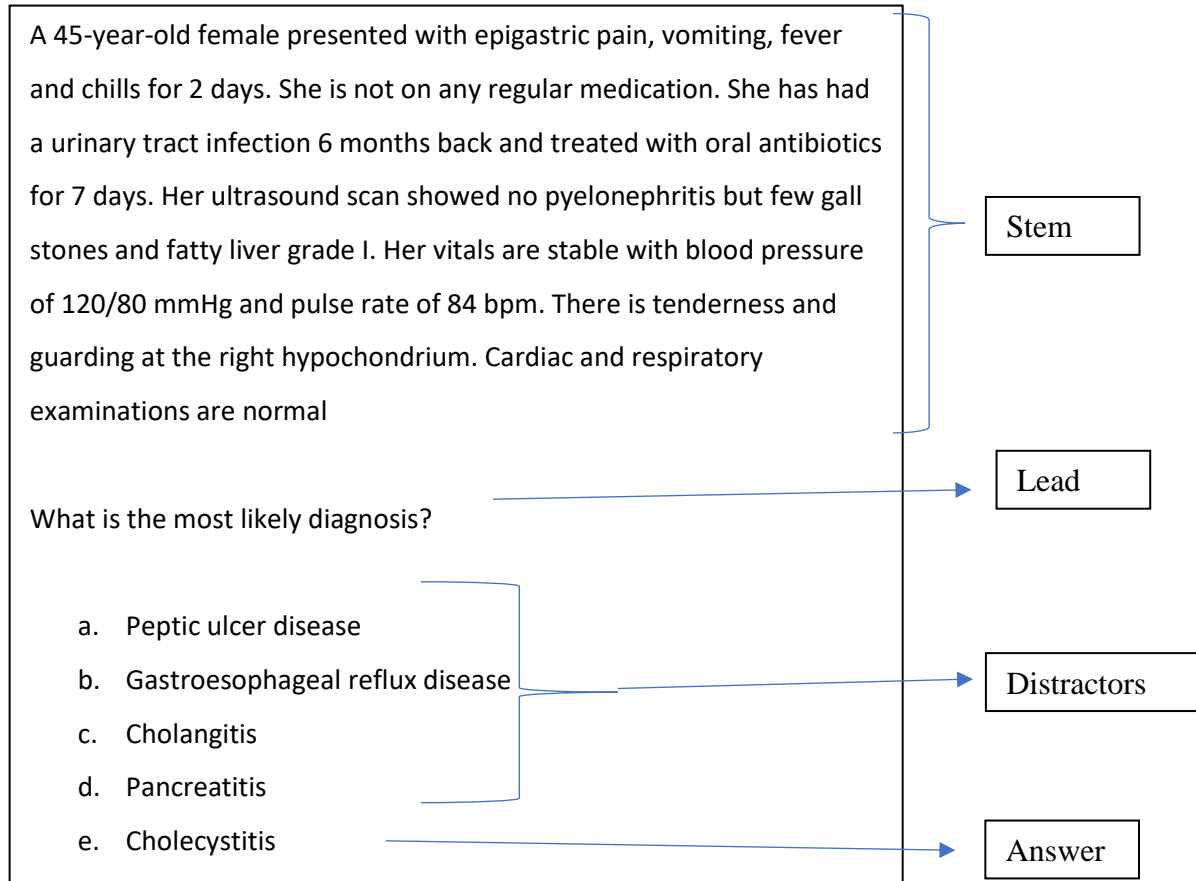 A 45-year-old female presented with epigastric pain, vomiting, fever
and chills for 2 days. She is not on any regular medication. She has had
a urinary tract infection 6 months back and treated with oral antibiotics
for 7 days. Her ultrasound scan showed no pyelonephritis but few gall
stones and fatty liver grade I. Her vitals are stable with blood pressure
of 120/80 mmHg and pulse rate of 84 bpm. There is tenderness and
guarding at the right hypochondrium. Cardiac and respiratory
examinations are normal
Stem
What is the most likely diagnosis?
Lead
a. Peptic ulcer disease
b. Gastroesophageal reflux disease
c. Cholangitis
d. Pancreatitis
Distractors
e. Cholecystitis
Answer